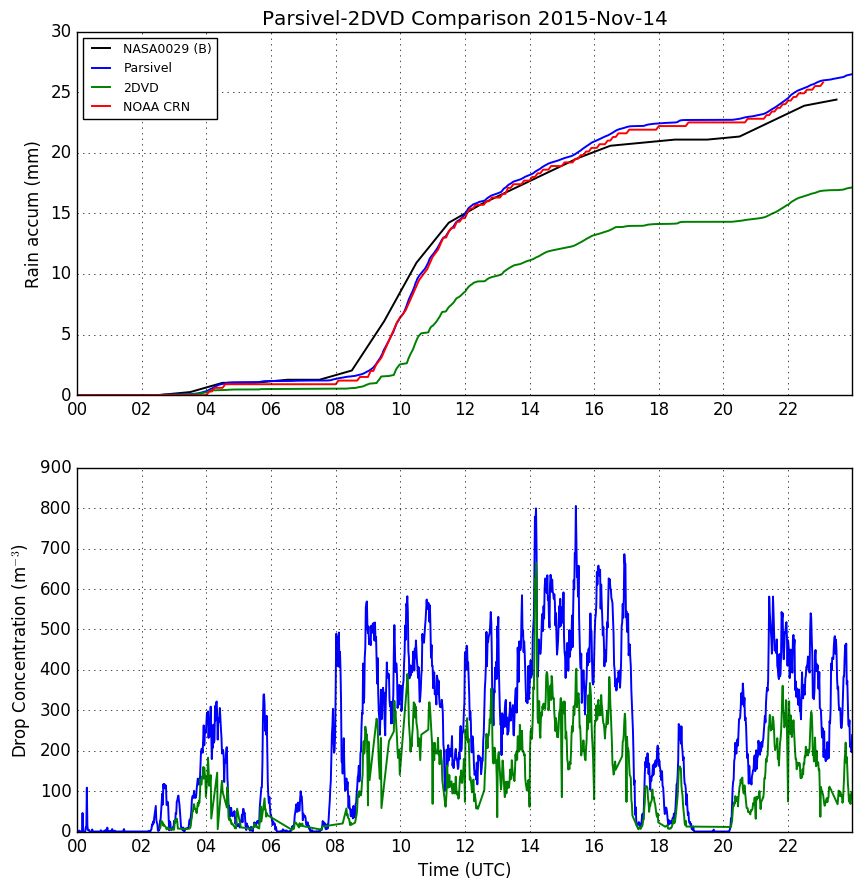 Parsivel-2DVD Comparison 2015-Nov-14
30
25
20
15
10
5
0
Rain accum (mm)
NASA0029 (B)
Parsivel
2DVD
NOAA CRN
00 02 04 06 08 10 12 14 16 18 20 22
900
800
700
600
500
400
300
200
100
0
Drop Concentration (m⁻³)
00 02 04 06 08 10 12 14 16 18 20 22
Time (UTC)